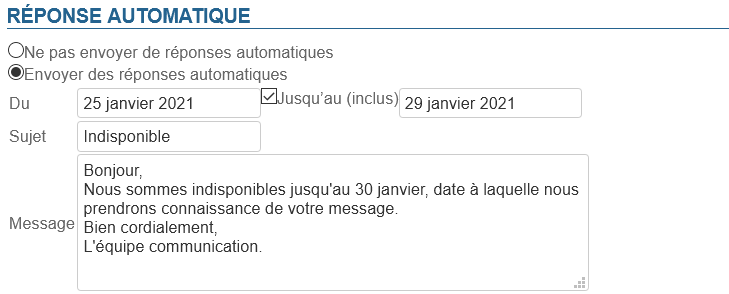 RÉPONSE AUTOMATIQUE
Ne pas envoyer de réponses automatiques
Envoyer des réponses automatiques
Du 25 janvier 2021 Jusqu’au (inclus) 29 janvier 2021
Sujet Indisponible
Message
Bonjour,
Nous sommes indisponibles jusqu'au 30 janvier, date à laquelle nous
prendrons connaissance de votre message.
Bien cordialement,
L'équipe communication.